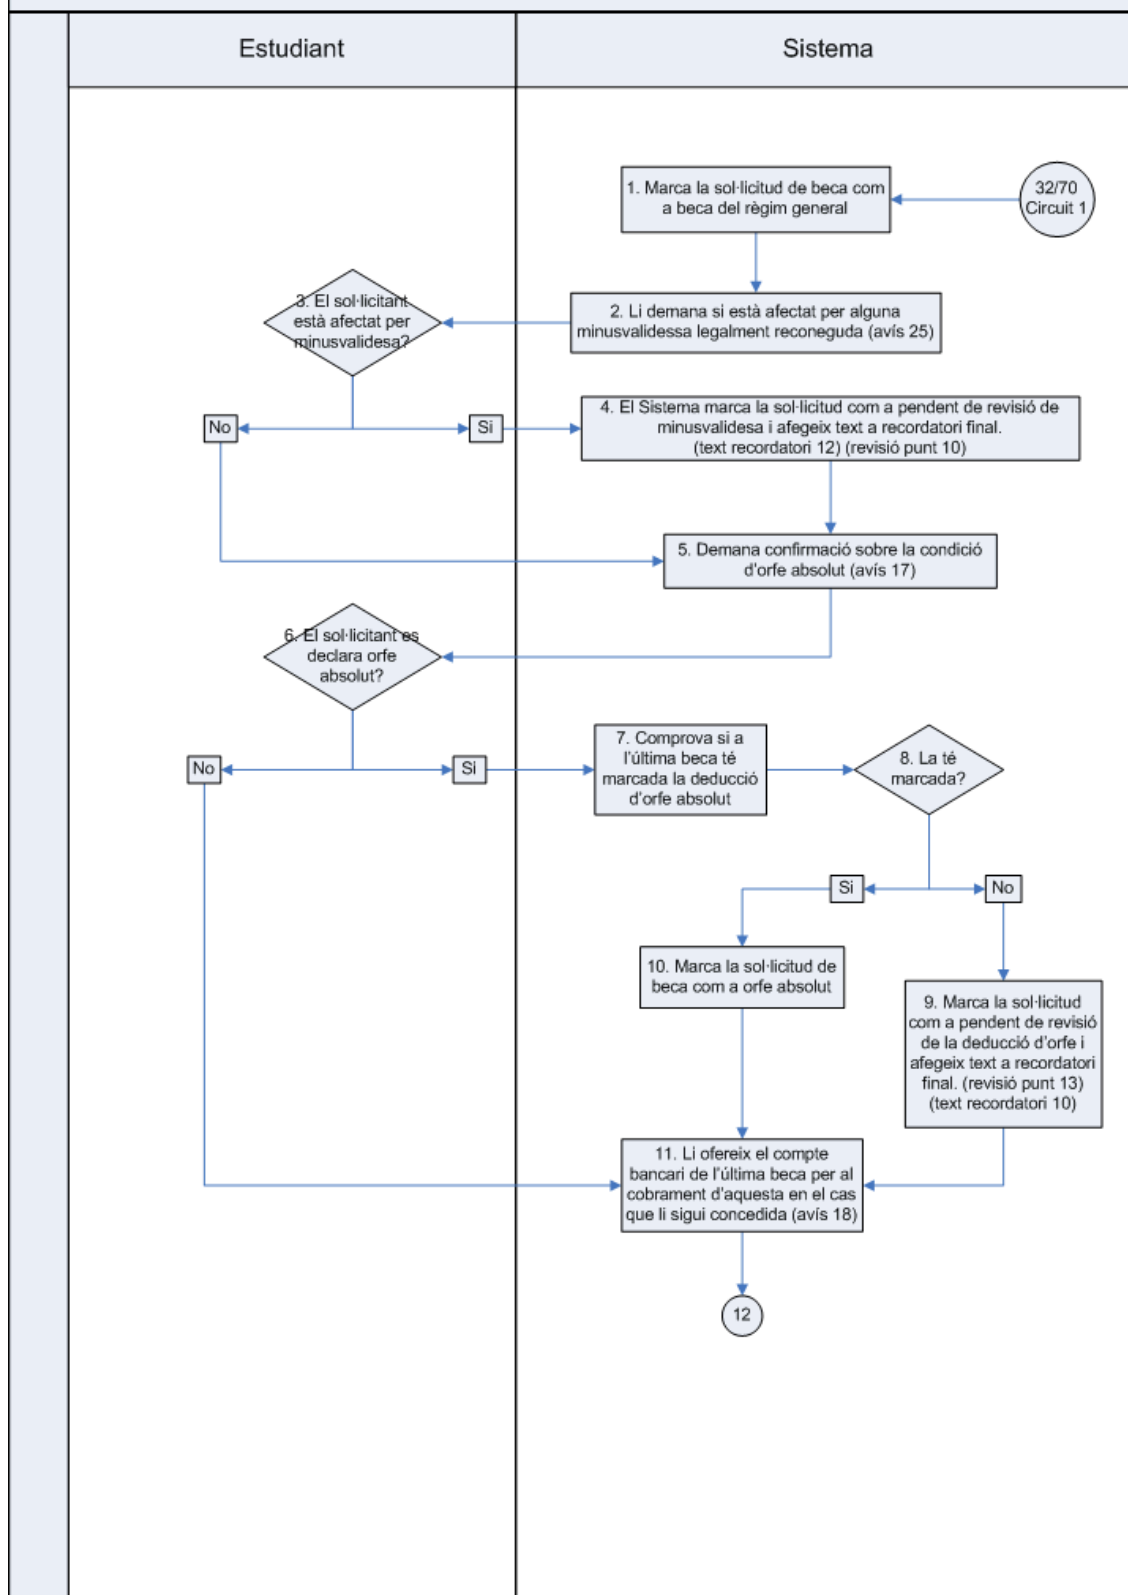 Estudiant
Sistema
1. Marca la sol·licitud de beca com
a beca del règim general
32/70
Circuit 1
3. El sol·licitant
està afectat per
minusvalidesa?
2. Li demana si està afectat per alguna
minusvalidessa legalment reconeguda (avís 25)
No
Si
4. El Sistema marca la sol·licitud com a pendent de revisió de
minusvalidesa i afegeix text a recordatori final.
(text recordatori 12) (revisió punt 10)
5. Demana confirmació sobre la condició
d'orfe absolut (avís 17)
6. El sol·licitant es
declara orfe
absolut?
No
Si
7. Comprova si a
l'última beca té
marcada la deducció
d'orfe absolut
8. La té
marcada?
Si
No
10. Marca la sol·licitud de
beca com a orfe absolut
9. Marca la sol·licitud
com a pendent de revisió
de la deducció d'orfe i
afegeix text a recordatori
final. (revisió punt 13)
(text recordatori 10)
11. Li ofereix el compte
bancari de l'última beca per al
cobrament d'aquesta en el cas
que li sigui concedida (avís 18)
12